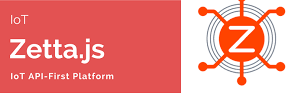 IoT
Zetta.js
IoT API-First Platform
Z